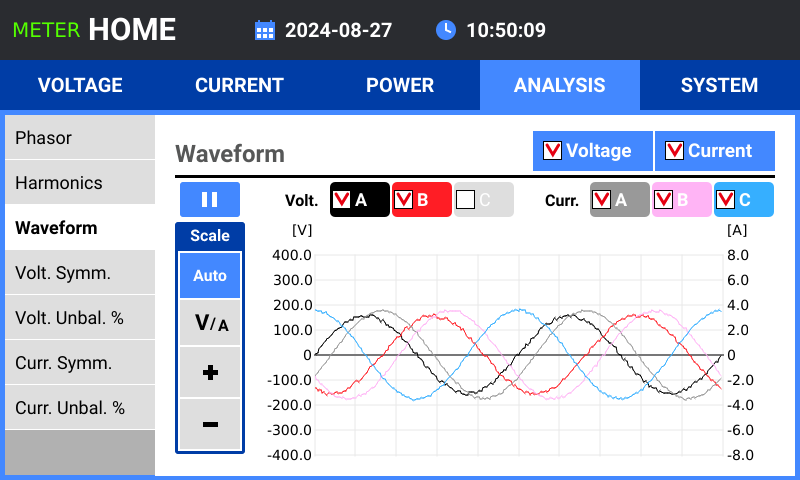 METER HOME 2024-08-27 10:50:09
VOLTAGE CURRENT POWER ANALYSIS SYSTEM
Phasor
Harmonics
Waveform
Volt. Symm.
Volt. Unbal. %
Curr. Symm.
Curr. Unbal. %
Waveform Voltage Current
Volt. A B C Curr. A B C
Scale
Auto
V/A
+
−
[V] [A]
400.0 8.0
300.0 6.0
200.0 4.0
100.0 2.0
0 0
-100.0 -2.0
-200.0 -4.0
-300.0 -6.0
-400.0 -8.0